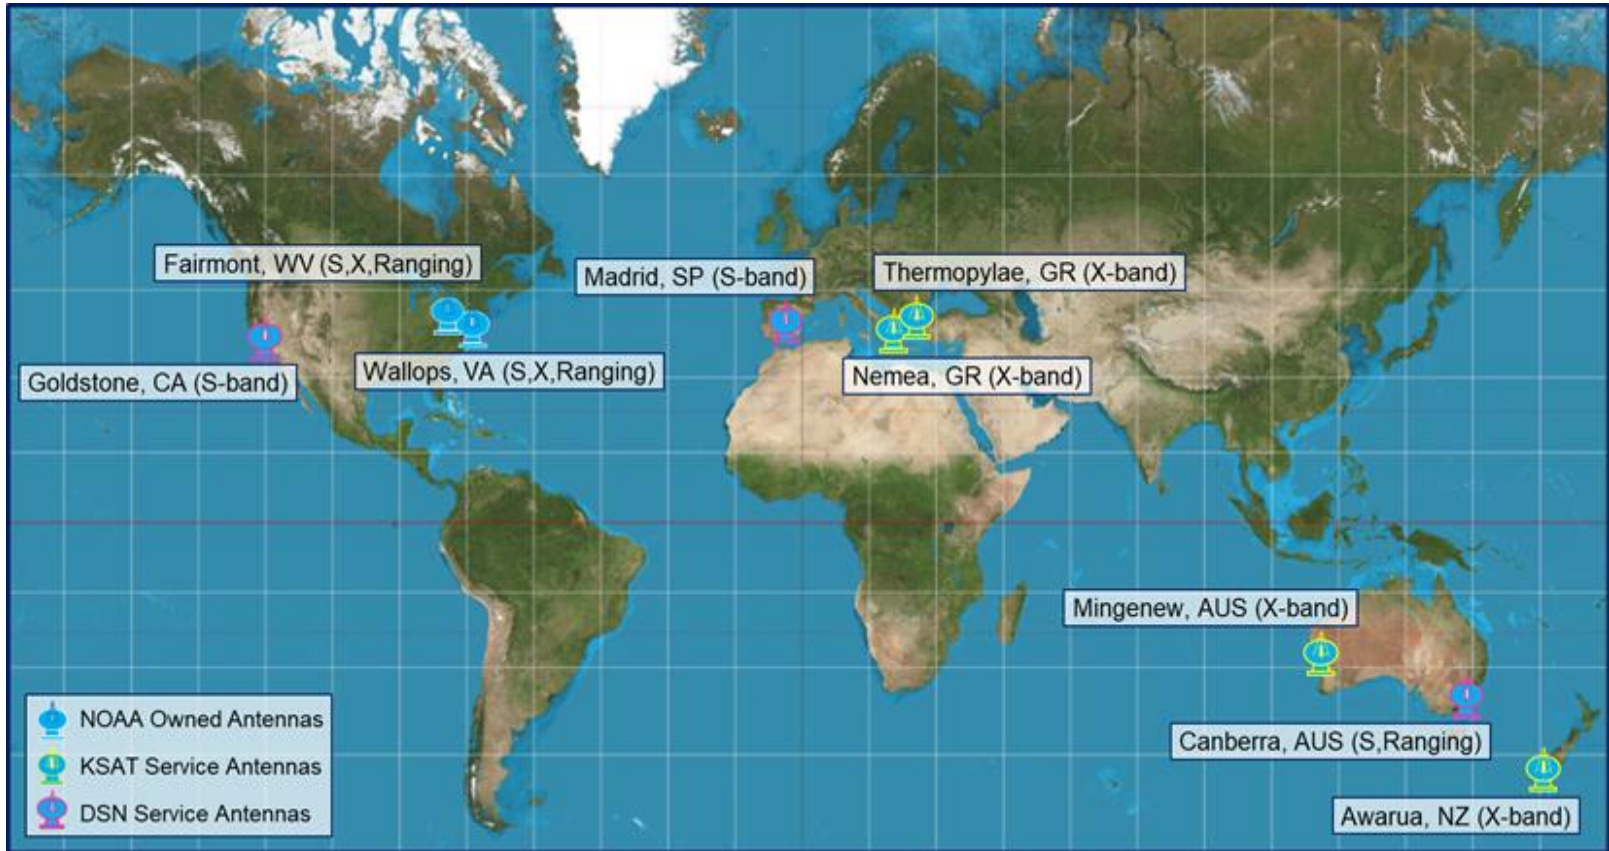 Fairmont, WV (S,X,Ranging)
Madrid, SP (S-band)
Thermopylae, GR (X-band)
Goldstone, CA (S-band)
Wallops, VA (S,X,Ranging)
Nemea, GR (X-band)
Mingenew, AUS (X-band)
Canberra, AUS (S,Ranging)
Awarua, NZ (X-band)
NOAA Owned Antennas
KSAT Service Antennas
DSN Service Antennas